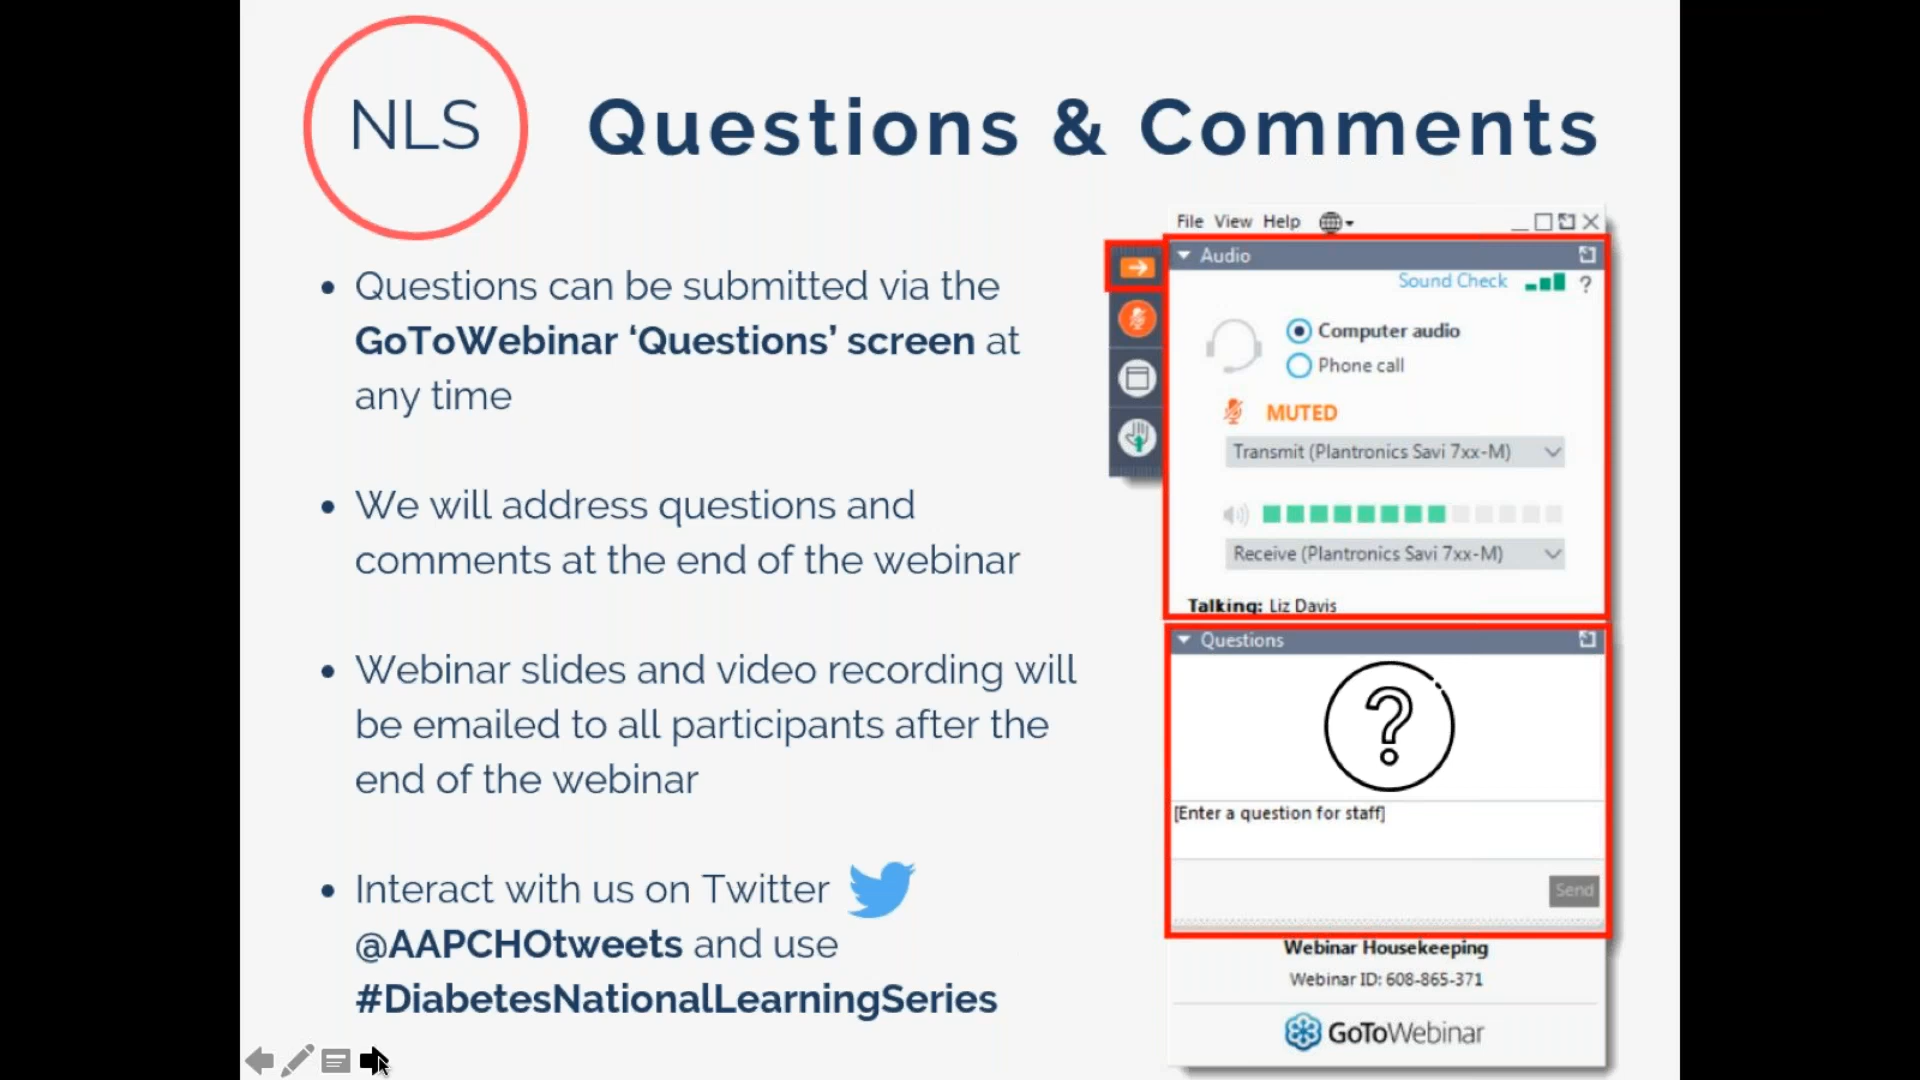 NLS
Questions & Comments
• Questions can be submitted via the
GoToWebinar ‘Questions’ screen at
any time
• We will address questions and
comments at the end of the webinar
• Webinar slides and video recording will
be emailed to all participants after the
end of the webinar
• Interact with us on Twitter
@AAPCHOtweets and use
#DiabetesNationalLearningSeries
File View Help
Audio
Sound Check ?
Computer audio
Phone call
MUTED
Transmit (Plantronics Savi 7xx-M)
Receive (Plantronics Savi 7xx-M)
Talking: Liz Davis
Questions
?
[Enter a question for staff]
Send
Webinar Housekeeping
Webinar ID: 608-865-371
GoToWebinar